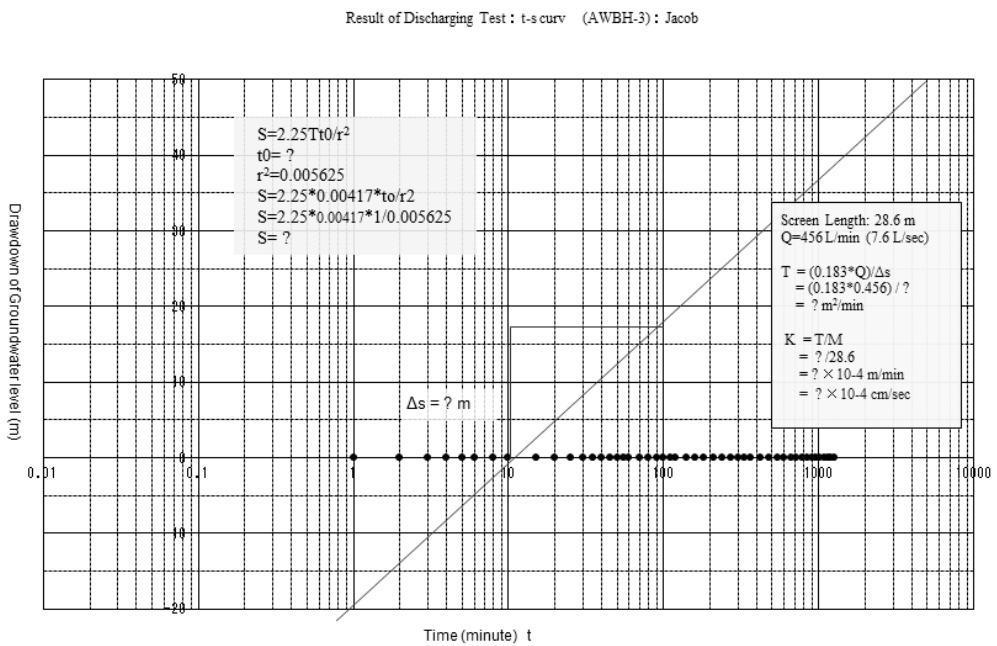 Result of Discharging Test : t-s curv (AWBH-3) : Jacob
50
40
30
20
10
0
-10
-20
S=2.25Tt0/r²
t0= ?
r²=0.005625
S=2.25*0.00417*to/r2
S=2.25*0.00417*1/0.005625
S= ?
Screen Length: 28.6 m
Q=456 L/min (7.6 L/sec)
T = (0.183*Q)/Δs
= (0.183*0.456) / ?
= ? m²/min
K =T/M
= ? /28.6
= ? ×10-4 m/min
= ? ×10-4 cm/sec
Δs = ? m
Drawdown of Groundwater level (m)
0.01 0.1 1 10 100 1000 10000
Time (minute) t